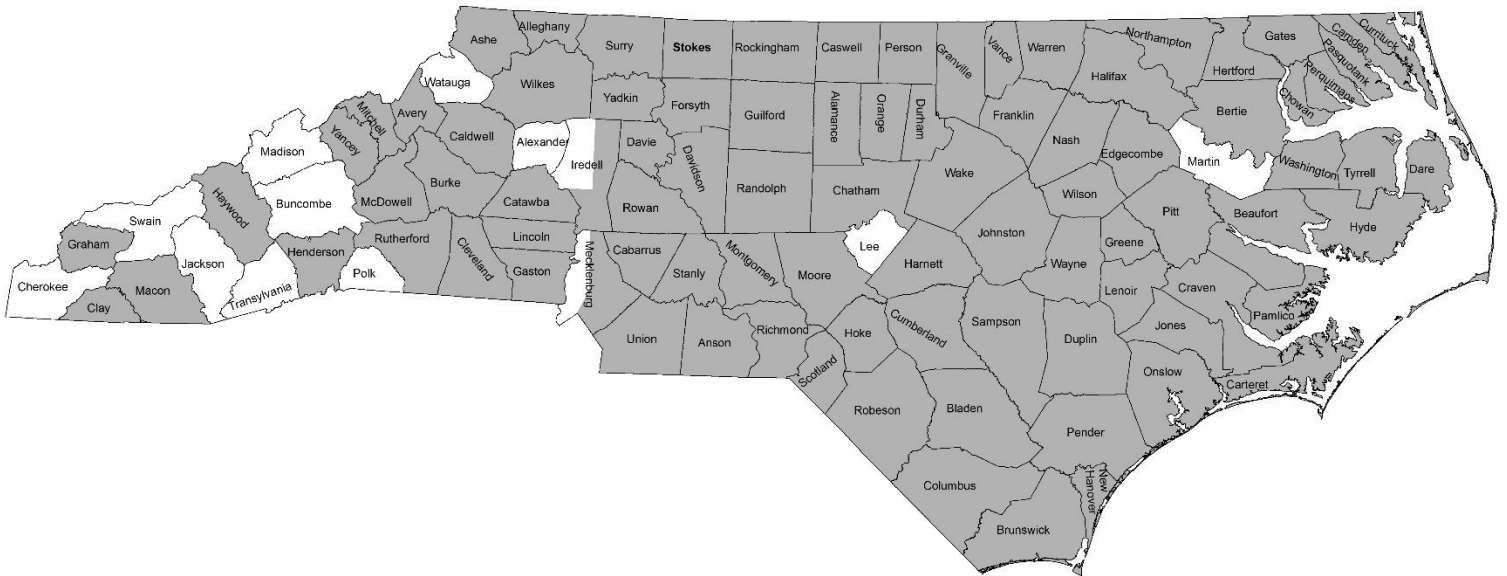 Alleghany
Ashe
Surry
Stokes
Rockingham
Caswell
Person
Granville
Vance
Warren
Northampton
Gates
Camden
Currituck
Pasquotank
Perquimans
Chowan
Hertford
Halifax
Watauga
Wilkes
Yadkin
Forsyth
Guilford
Alamance
Orange
Durham
Franklin
Nash
Edgecombe
Bertie
Martin
Washington
Tyrrell
Dare
Mitchell
Avery
Yancey
Caldwell
Alexander
Iredell
Davie
Davidson
Randolph
Chatham
Wake
Wilson
Madison
Buncombe
McDowell
Burke
Catawba
Rowan
Haywood
Swain
Graham
Jackson
Henderson
Rutherford
Cleveland
Lincoln
Gaston
Mecklenburg
Cabarrus
Stanly
Montgomery
Moore
Lee
Harnett
Johnston
Wayne
Greene
Pitt
Beaufort
Hyde
Cherokee
Clay
Macon
Transylvania
Polk
Union
Anson
Richmond
Scotland
Hoke
Cumberland
Sampson
Duplin
Lenoir
Craven
Jones
Pamlico
Onslow
Carteret
Robeson
Bladen
Pender
Columbus
Brunswick
New
Hanover